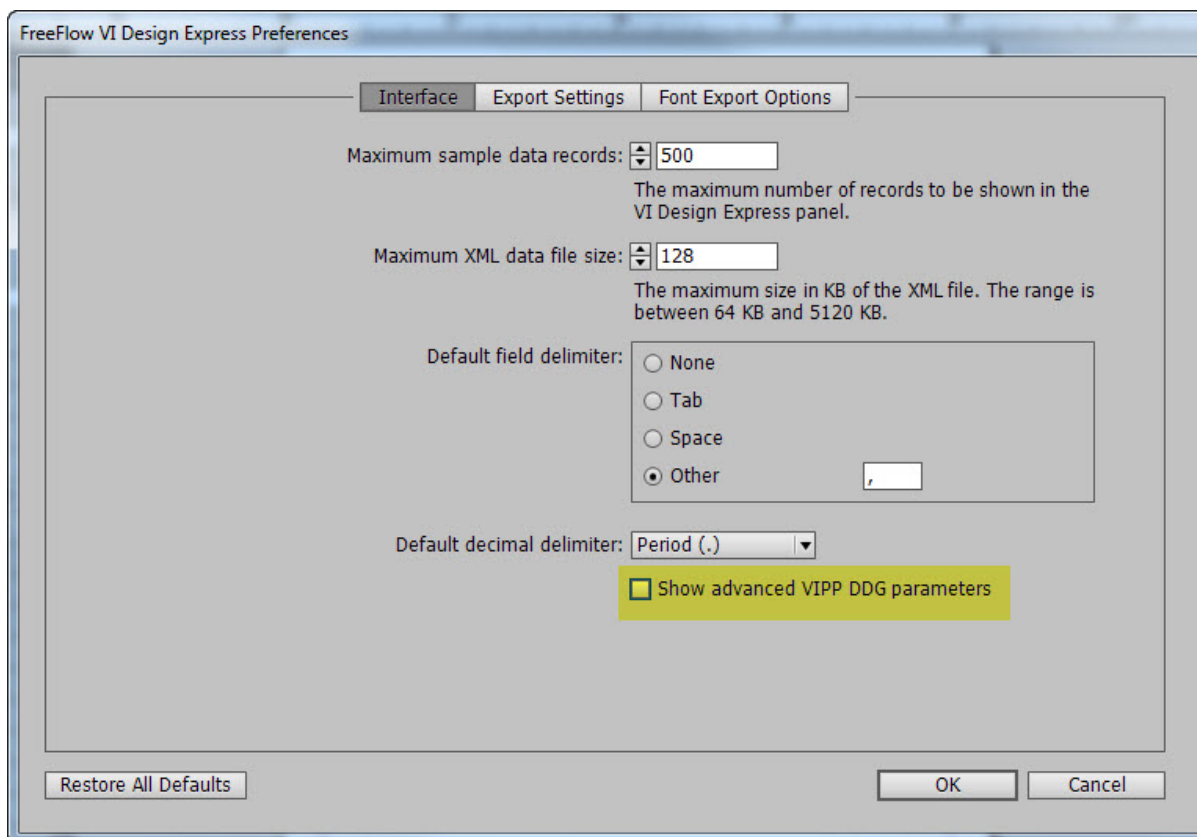 FreeFlow VI Design Express Preferences
Interface
Export Settings
Font Export Options
Maximum sample data records: 500
The maximum number of records to be shown in the
VI Design Express panel.
Maximum XML data file size: 128
The maximum size in KB of the XML file. The range is
between 64 KB and 5120 KB.
Default field delimiter:
None
Tab
Space
Other ,
Default decimal delimiter: Period (.)
Show advanced VIPP DDG parameters
Restore All Defaults
OK
Cancel